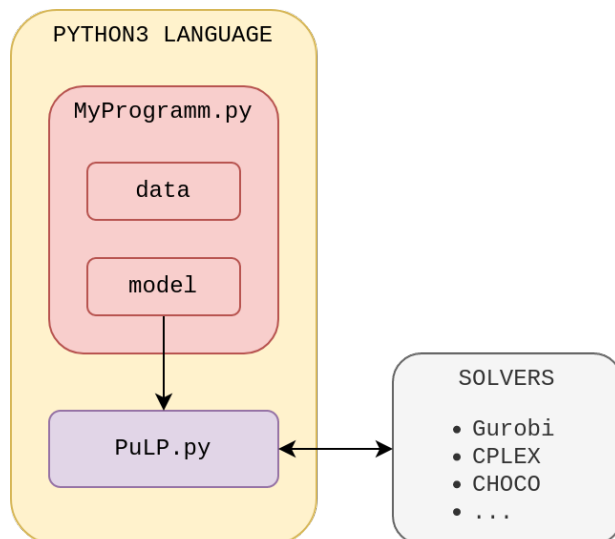 PYTHON3 LANGUAGE
MyProgramm.py
data
model
PuLP.py
SOLVERS
• Gurobi
• CPLEX
• CHOCO
• ...